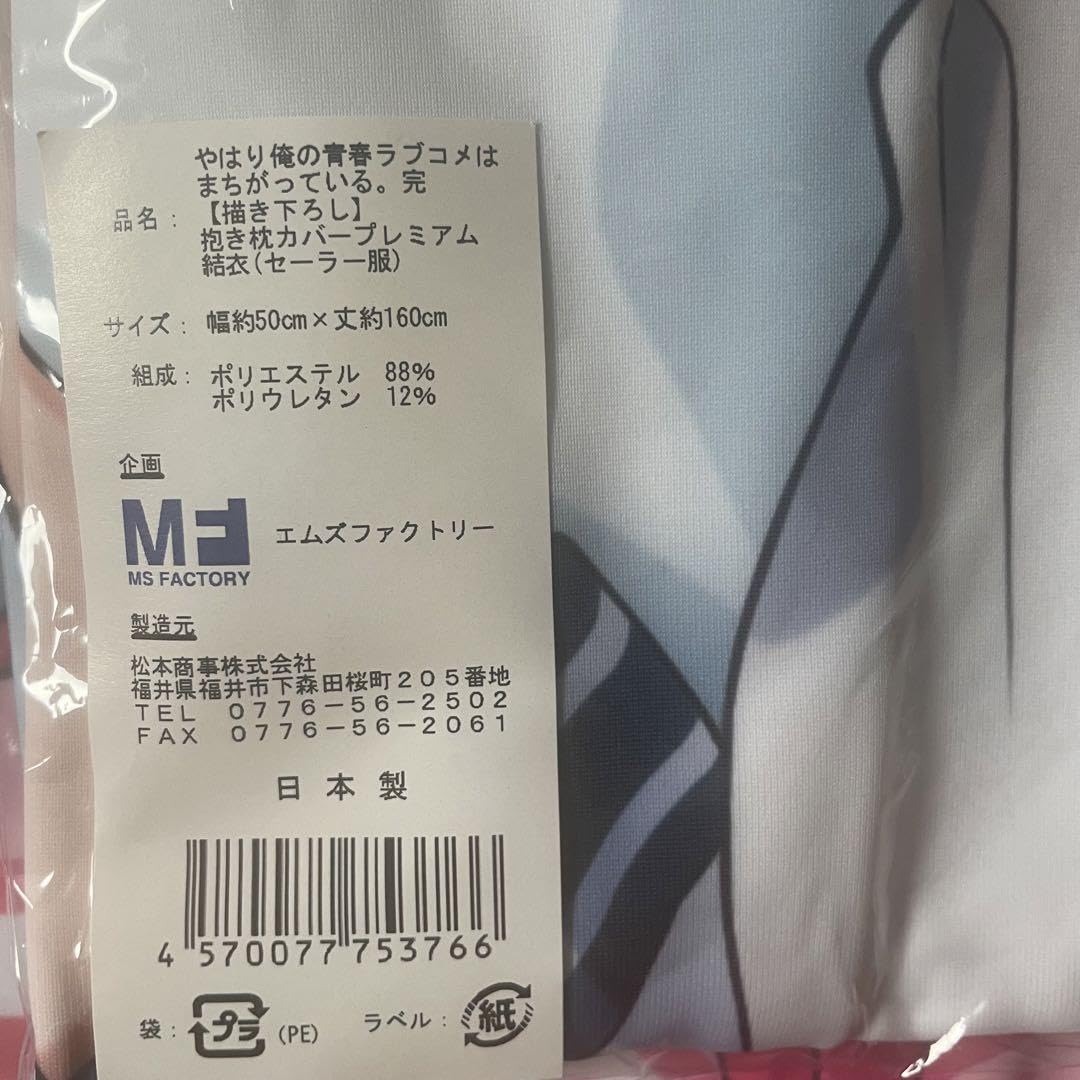 やはり俺の青春ラブコメは
まちがっている。完
品名： 【描き下ろし】
抱き枕カバープレミアム
結衣(セーラー服)
サイズ： 幅約50cm×丈約160cm
組成： ポリエステル 88%
ポリウレタン 12%
企画
MF エムズファクトリー
MS FACTORY
製造元
松本商事株式会社
福井県福井市下森田桜町２０５番地
ＴＥＬ ０７７６－５６－２５０２
ＦＡＸ ０７７６－５６－２０６１
日本製
4 570077 753766
袋： プラ (PE) ラベル： 紙